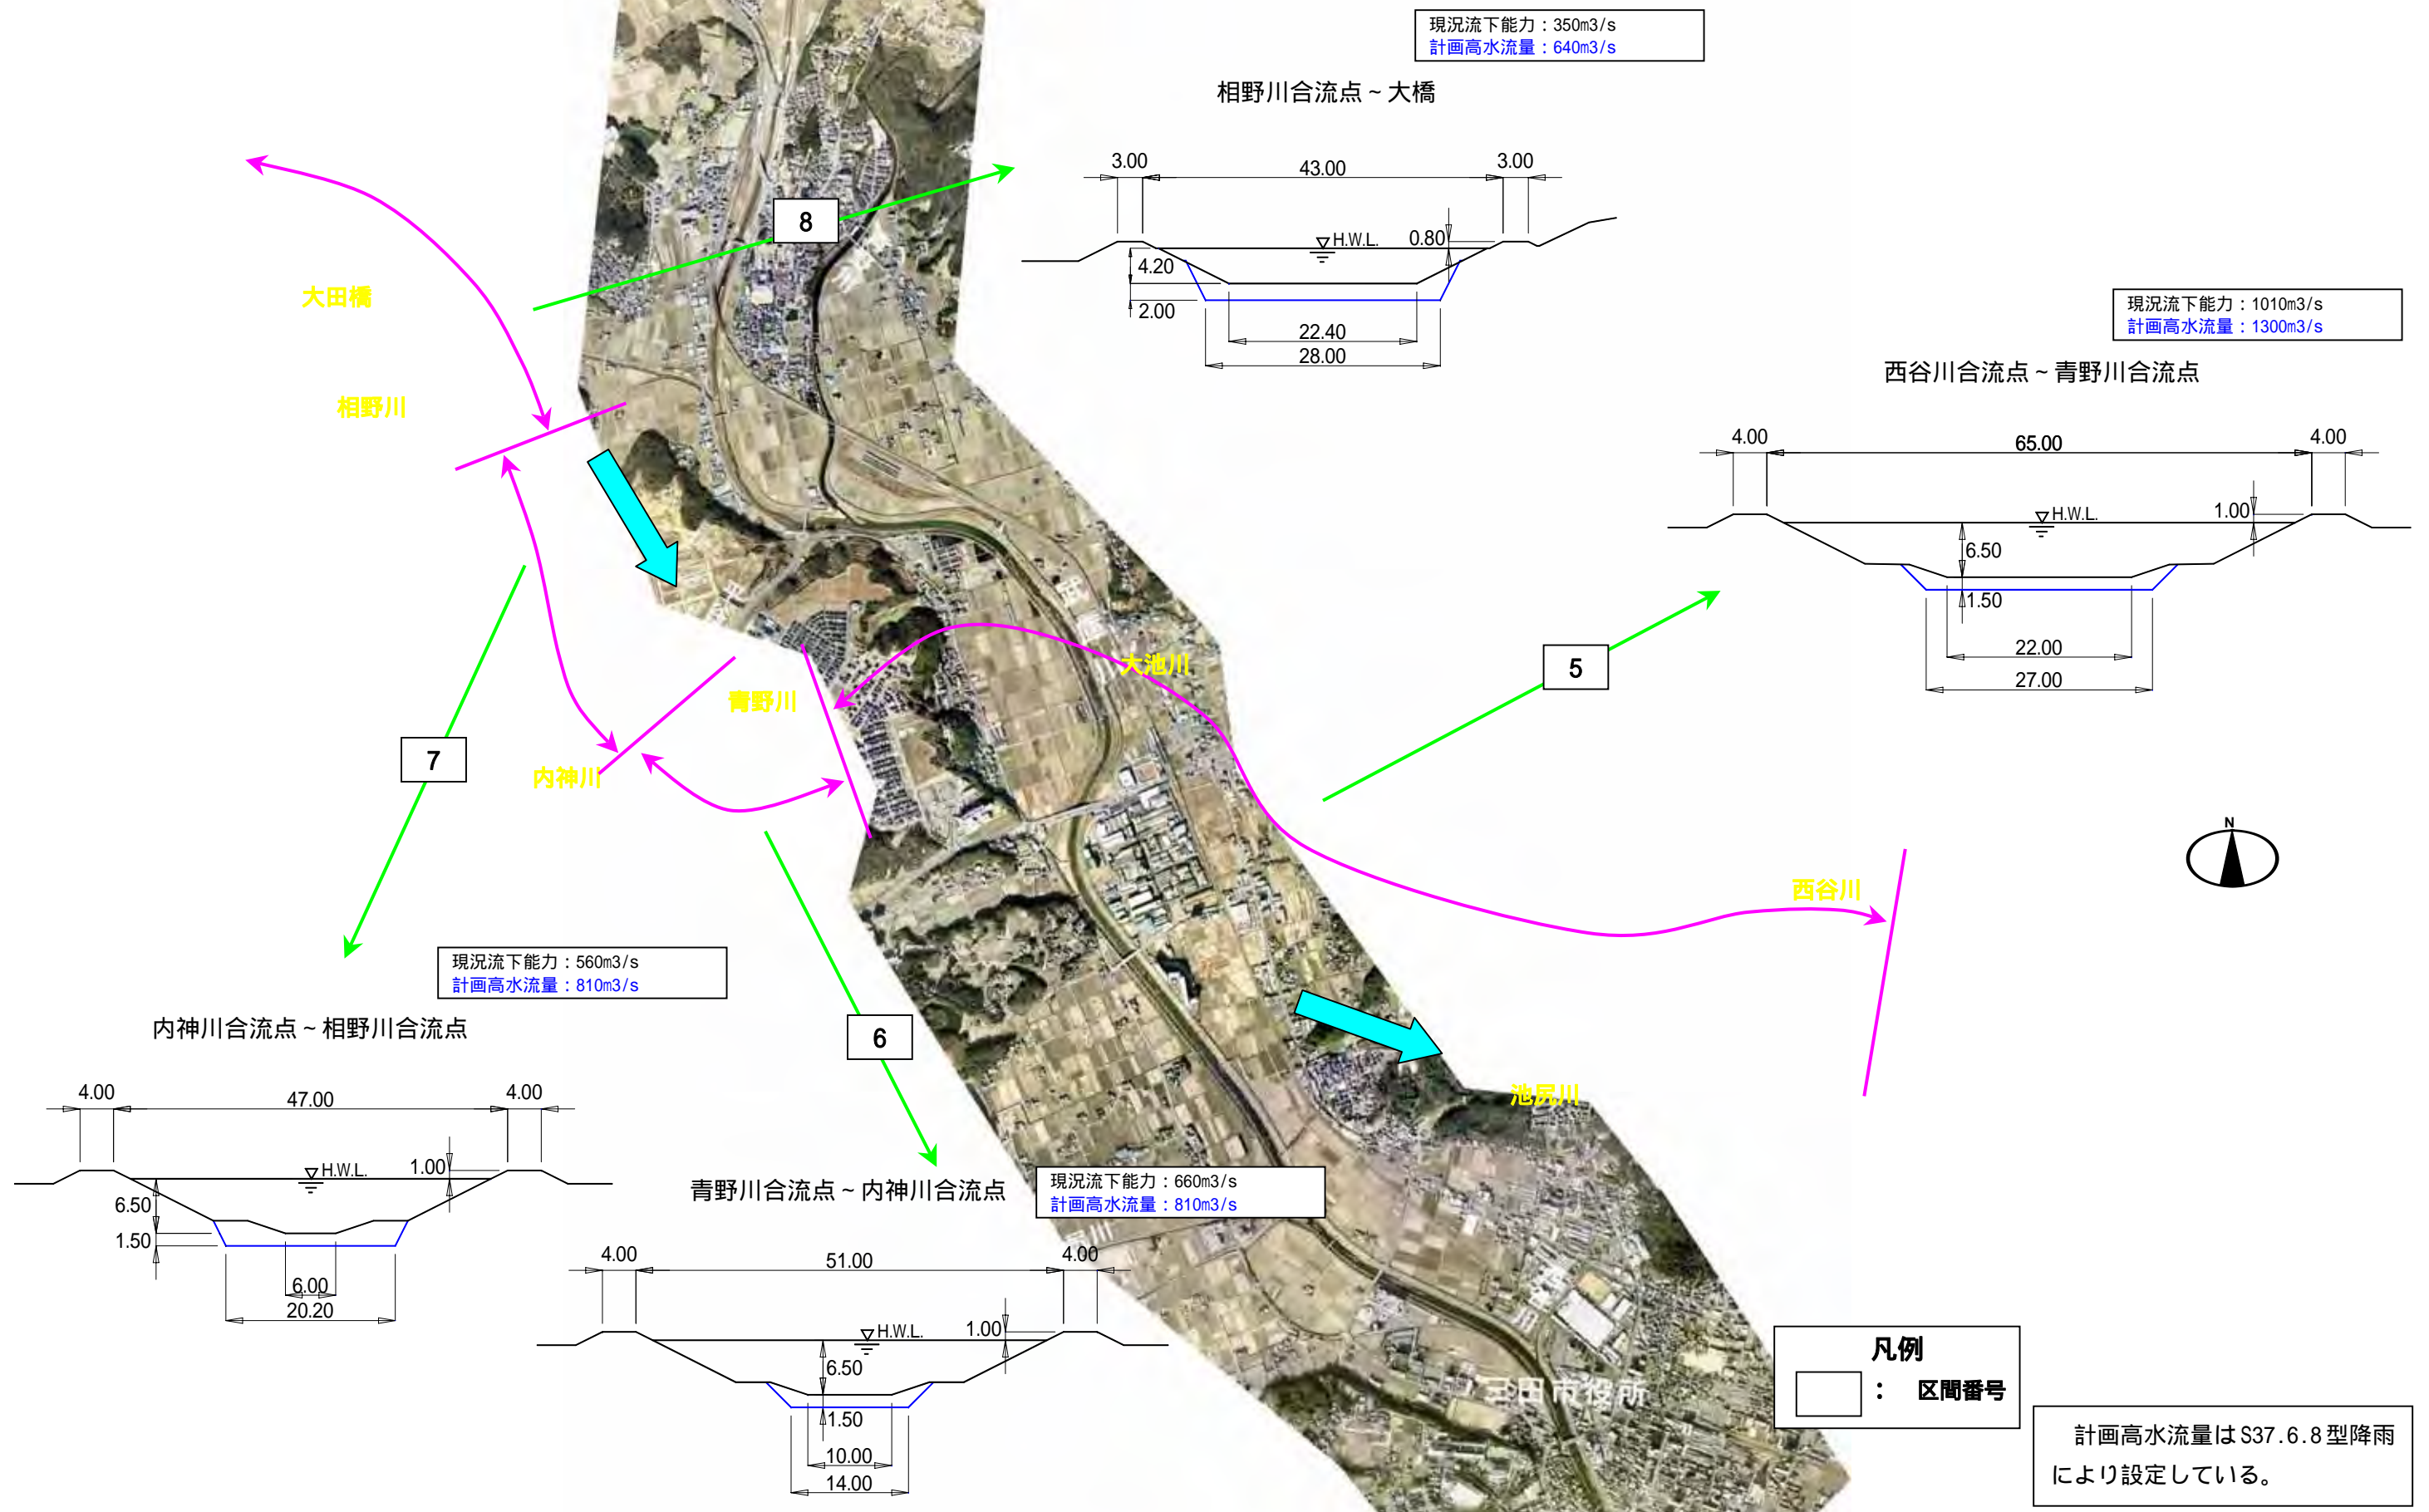 現況流下能力：350m3/s
計画高水流量：640m3/s
相野川合流点～大橋
3.00
43.00
3.00
H.W.L.
0.80
4.20
2.00
22.40
28.00
8
大田橋
相野川
現況流下能力：1010m3/s
計画高水流量：1300m3/s
西谷川合流点～青野川合流点
4.00
65.00
4.00
H.W.L.
1.00
6.50
1.50
22.00
27.00
5
大池川
青野川
内神川
7
西谷川
N
現況流下能力：560m3/s
計画高水流量：810m3/s
内神川合流点～相野川合流点
4.00
47.00
4.00
H.W.L.
1.00
6.50
1.50
6.00
20.20
6
池尻川
青野川合流点～内神川合流点
現況流下能力：660m3/s
計画高水流量：810m3/s
4.00
51.00
4.00
H.W.L.
1.00
6.50
1.50
10.00
14.00
三田市役所
凡例
： 区間番号
計画高水流量はS37.6.8型降雨
により設定している。